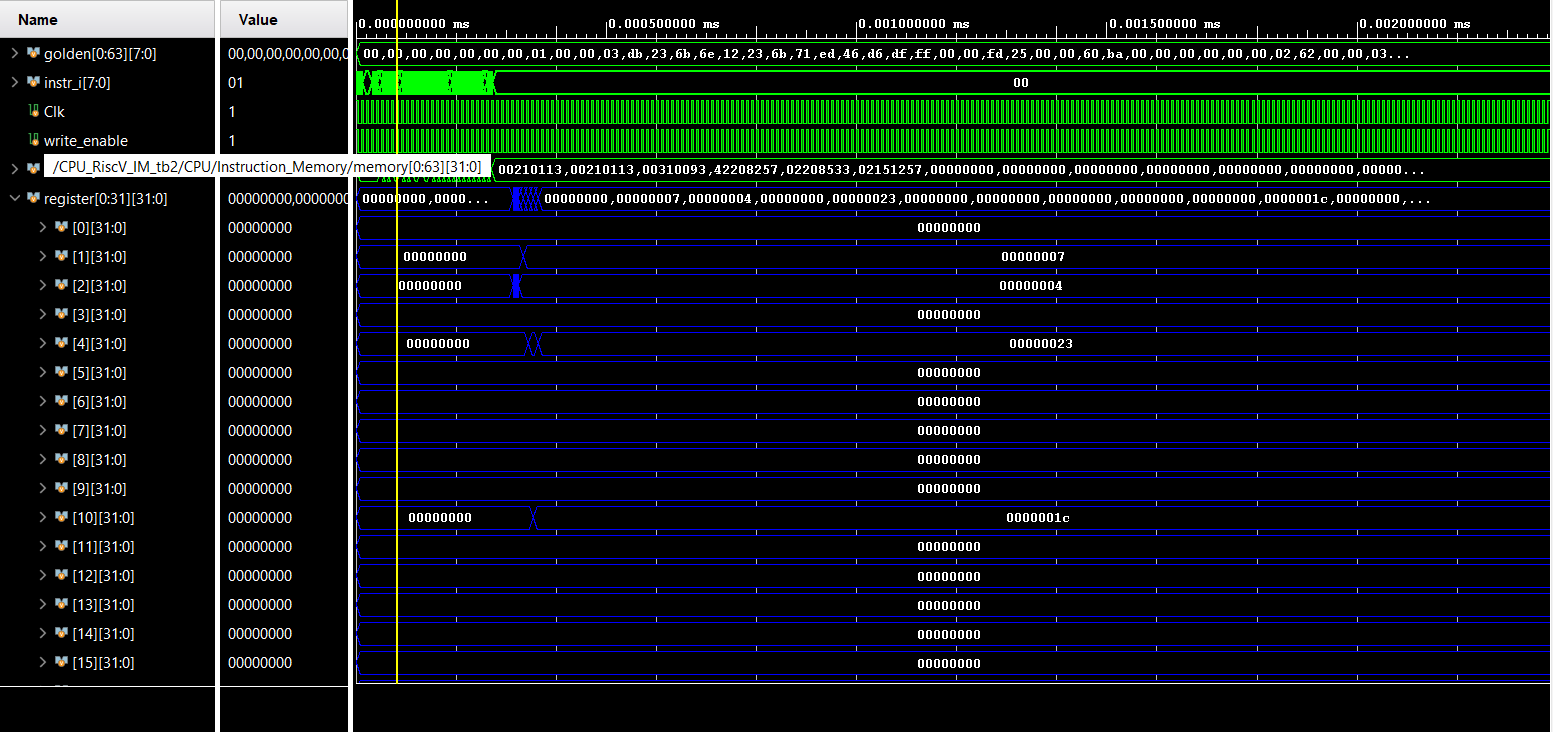 Name Value 0.000000000 ms 0.000500000 ms 0.001000000 ms 0.001500000 ms 0.002000000 ms
golden[0:63][7:0] 00,00,00,00,00,00,0 00,00,00,00,00,00,00,01,00,00,03,db,23,6b,6e,12,23,6b,71,ed,46,d6,df,ff,00,00,fd,25,00,00,60,ba,00,00,00,00,00,00,02,62,00,00,03...
instr_i[7:0] 01 00
Clk 1
write_enable 1
/CPU_RiscV_IM_tb2/CPU/Instruction_Memory/memory[0:63][31:0] 00210113,00210113,00310093,42208257,02208533,02151257,00000000,00000000,00000000,00000000,00000000,00000000,00000...
register[0:31][31:0] 00000000,0000000 00000000,0000... 00000000,00000007,00000004,00000000,00000023,00000000,00000000,00000000,00000000,00000000,0000001c,00000000,...
[0][31:0] 00000000 00000000
[1][31:0] 00000000 00000000 00000007
[2][31:0] 00000000 00000000 00000004
[3][31:0] 00000000 00000000
[4][31:0] 00000000 00000000 00000023
[5][31:0] 00000000 00000000
[6][31:0] 00000000 00000000
[7][31:0] 00000000 00000000
[8][31:0] 00000000 00000000
[9][31:0] 00000000 00000000
[10][31:0] 00000000 00000000 0000001c
[11][31:0] 00000000 00000000
[12][31:0] 00000000 00000000
[13][31:0] 00000000 00000000
[14][31:0] 00000000 00000000
[15][31:0] 00000000 00000000